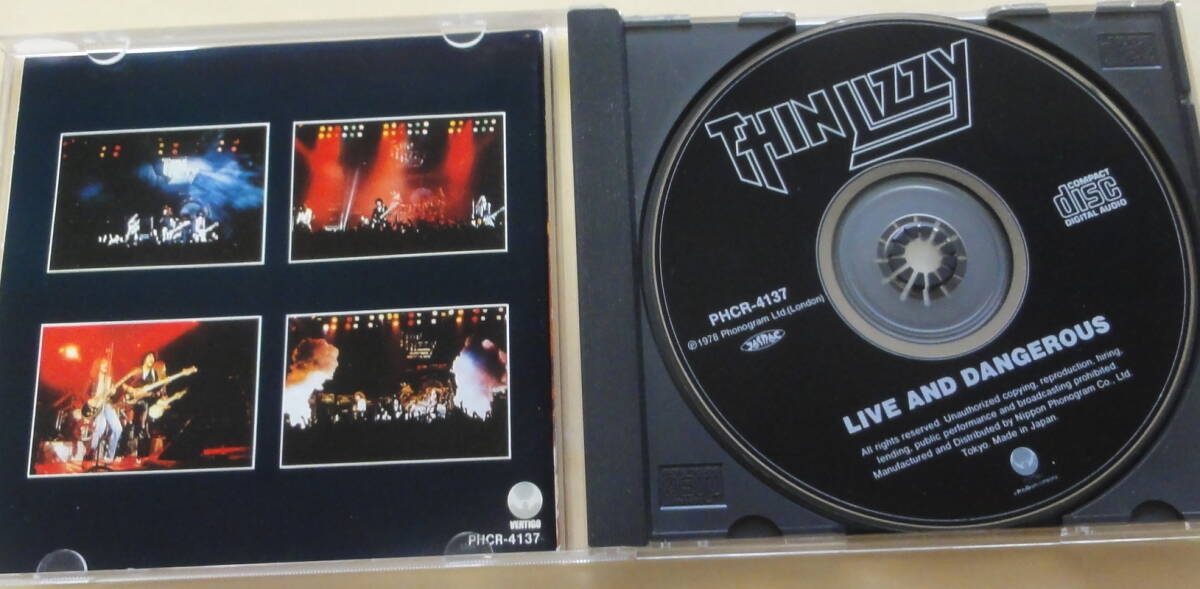 THIN LIZZY
VERTIGO
PHCR-4137
THIN LIZZY
COMPACT
disc
DIGITAL AUDIO
PHCR-4137
℗1978 Phonogram Ltd.(London)
LIVE AND DANGEROUS
All rights reserved. Unauthorized copying, reproduction, hiring,
lending, public performance and broadcasting prohibited.
Manufactured and Distributed by Nippon Phonogram Co., Ltd.
Tokyo. Made in Japan.